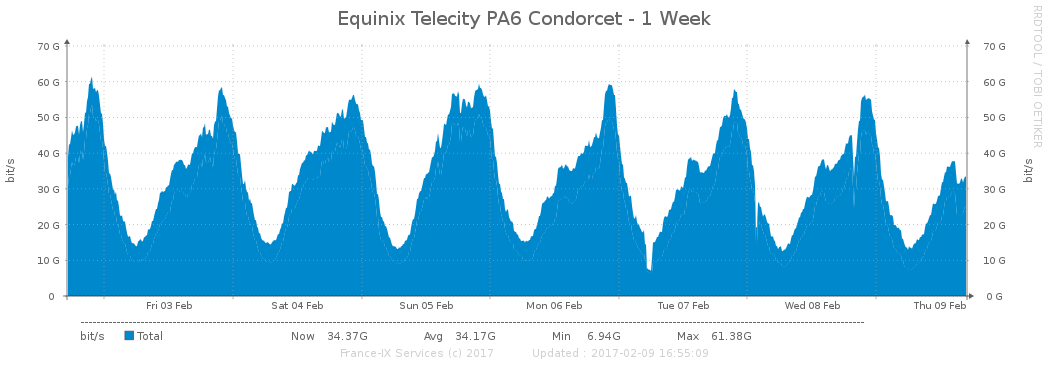 Equinix Telecity PA6 Condorcet - 1 Week
RRDTOOL / TOBI OETIKER
70 G 70 G
60 G 60 G
50 G 50 G
40 G 40 G
30 G 30 G
20 G 20 G
10 G 10 G
0 0 G
bit/s
bit/s
Fri 03 Feb Sat 04 Feb Sun 05 Feb Mon 06 Feb Tue 07 Feb Wed 08 Feb Thu 09 Feb
bit/s Total Now 34.37G Avg 34.17G Min 6.94G Max 61.38G
France-IX Services (c) 2017 Updated : 2017-02-09 16:55:09